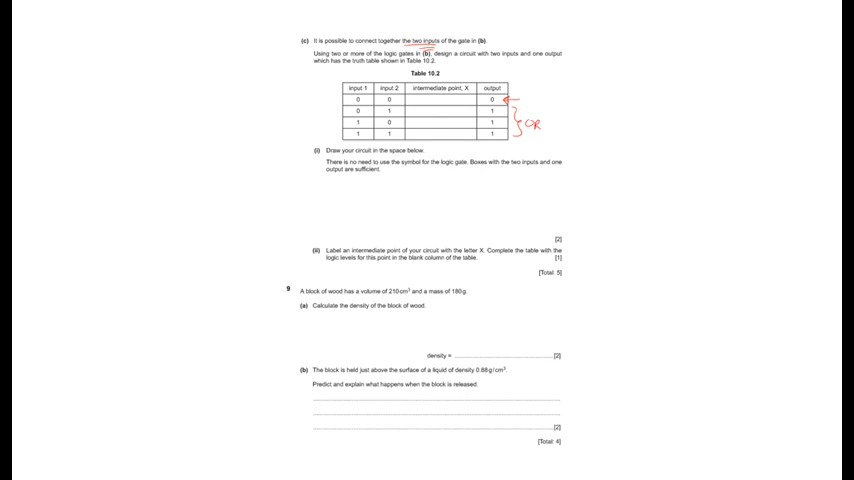 (c) It is possible to connect together the two inputs of the gate in (b).
Using two or more of the logic gates in (b), design a circuit with two inputs and one output
which has the truth table shown in Table 10.2.
Table 10.2
input 1 input 2 intermediate point, X output
0 0 0
0 1 1
1 0 1
1 1 1
OR
(i) Draw your circuit in the space below.
There is no need to use the symbol for the logic gate. Boxes with the two inputs and one
output are sufficient.
[2]
(ii) Label an intermediate point of your circuit with the letter X. Complete the table with the
logic levels for this point in the blank column of the table. [1]
[Total: 5]
9 A block of wood has a volume of 210 cm³ and a mass of 180 g.
(a) Calculate the density of the block of wood.
density = ......................................................[2]
(b) The block is held just above the surface of a liquid of density 0.88 g/cm³.
Predict and explain what happens when the block is released.
..........................................................................................
..........................................................................................
......................................................................................[2]
[Total: 4]